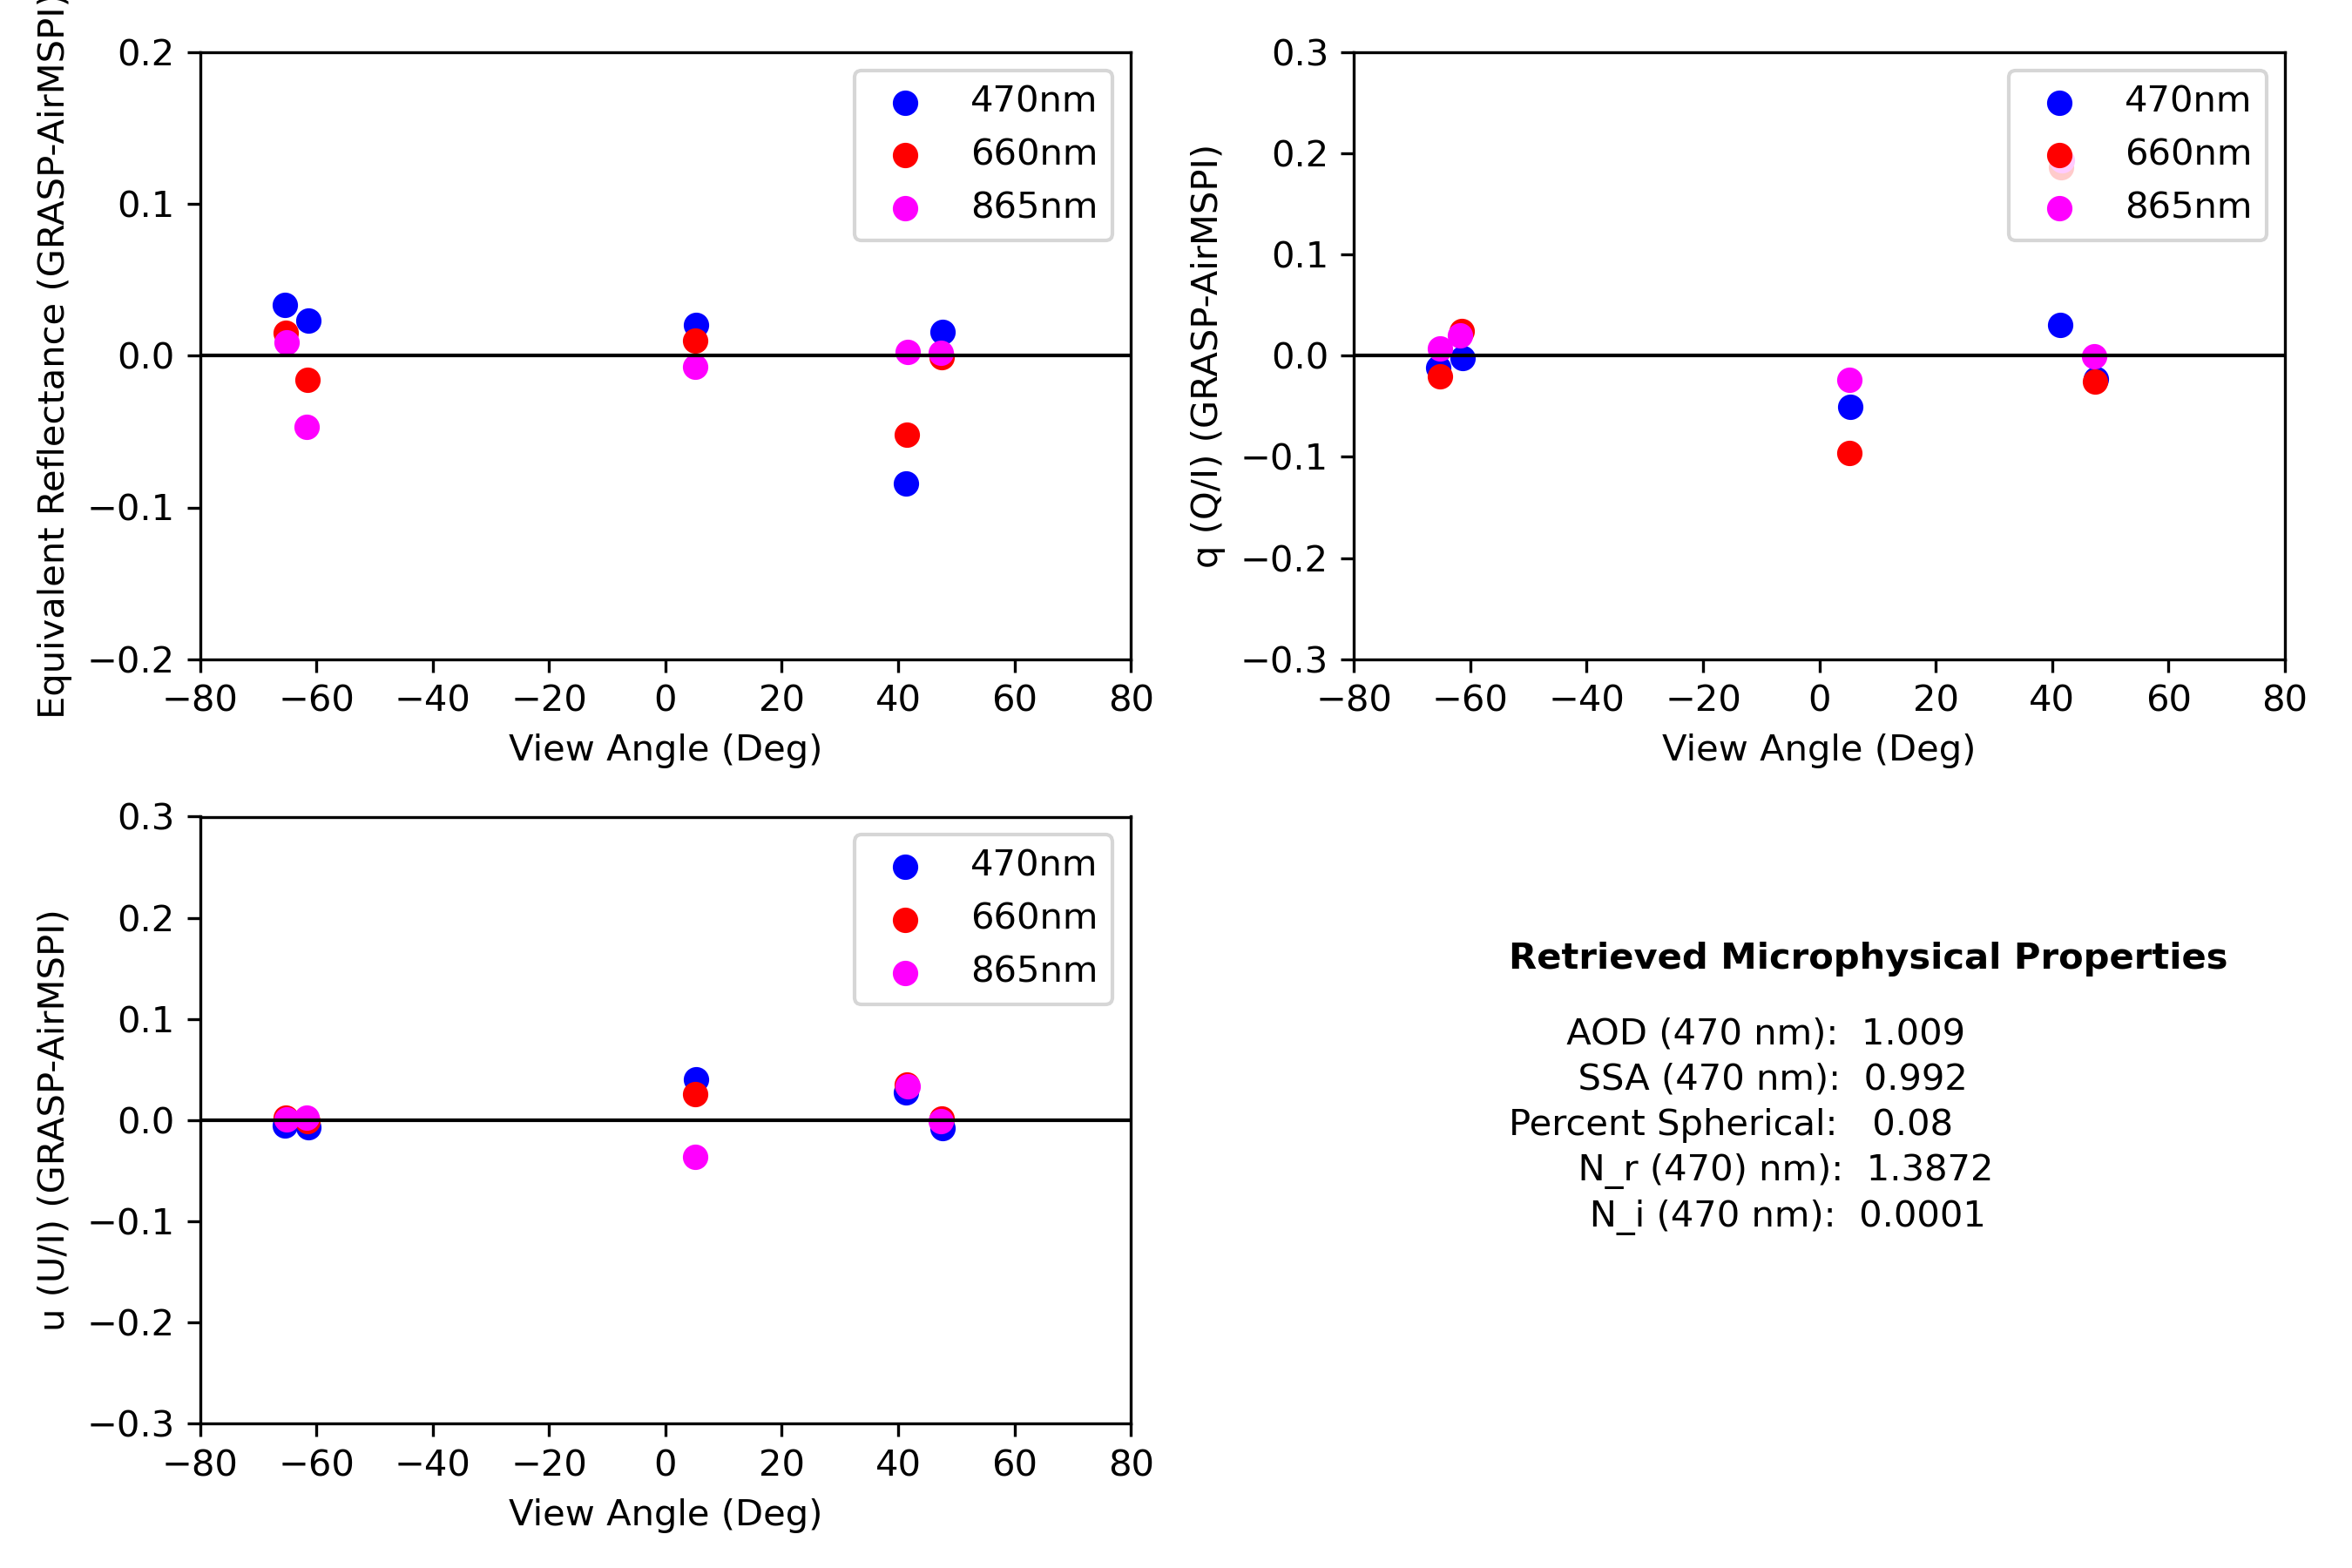 Equivalent Reflectance (GRASP-AirMSPI)
0.2
0.1
0.0
−0.1
−0.2
−80 −60 −40 −20 0 20 40 60 80
View Angle (Deg)
470nm
660nm
865nm
q (Q/I) (GRASP-AirMSPI)
0.3
0.2
0.1
0.0
−0.1
−0.2
−0.3
−80 −60 −40 −20 0 20 40 60 80
View Angle (Deg)
470nm
660nm
865nm
u (U/I) (GRASP-AirMSPI)
0.3
0.2
0.1
0.0
−0.1
−0.2
−0.3
−80 −60 −40 −20 0 20 40 60 80
View Angle (Deg)
470nm
660nm
865nm
Retrieved Microphysical Properties
AOD (470 nm): 1.009
SSA (470 nm): 0.992
Percent Spherical: 0.08
N_r (470) nm): 1.3872
N_i (470 nm): 0.0001